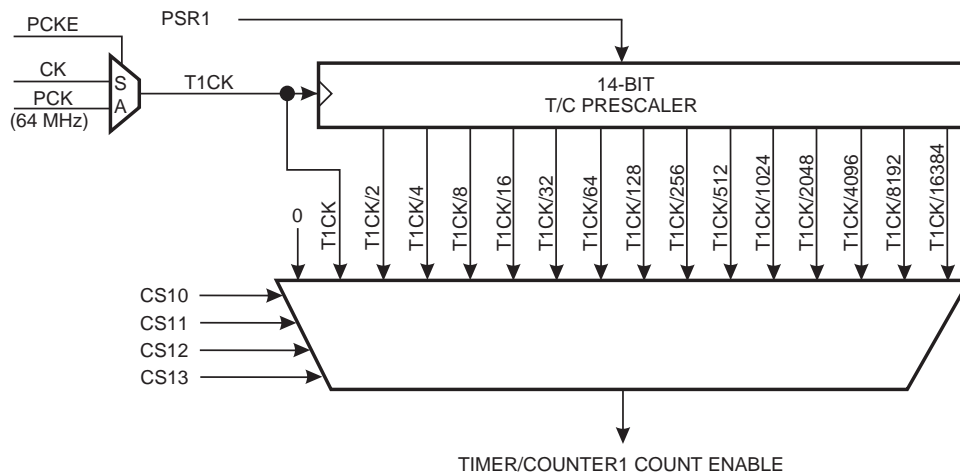 PSR1
PCKE
CK
PCK
(64 MHz)
S
A
T1CK
14-BIT
T/C PRESCALER
0
T1CK
T1CK/2
T1CK/4
T1CK/8
T1CK/16
T1CK/32
T1CK/64
T1CK/128
T1CK/256
T1CK/512
T1CK/1024
T1CK/2048
T1CK/4096
T1CK/8192
T1CK/16384
CS10
CS11
CS12
CS13
TIMER/COUNTER1 COUNT ENABLE